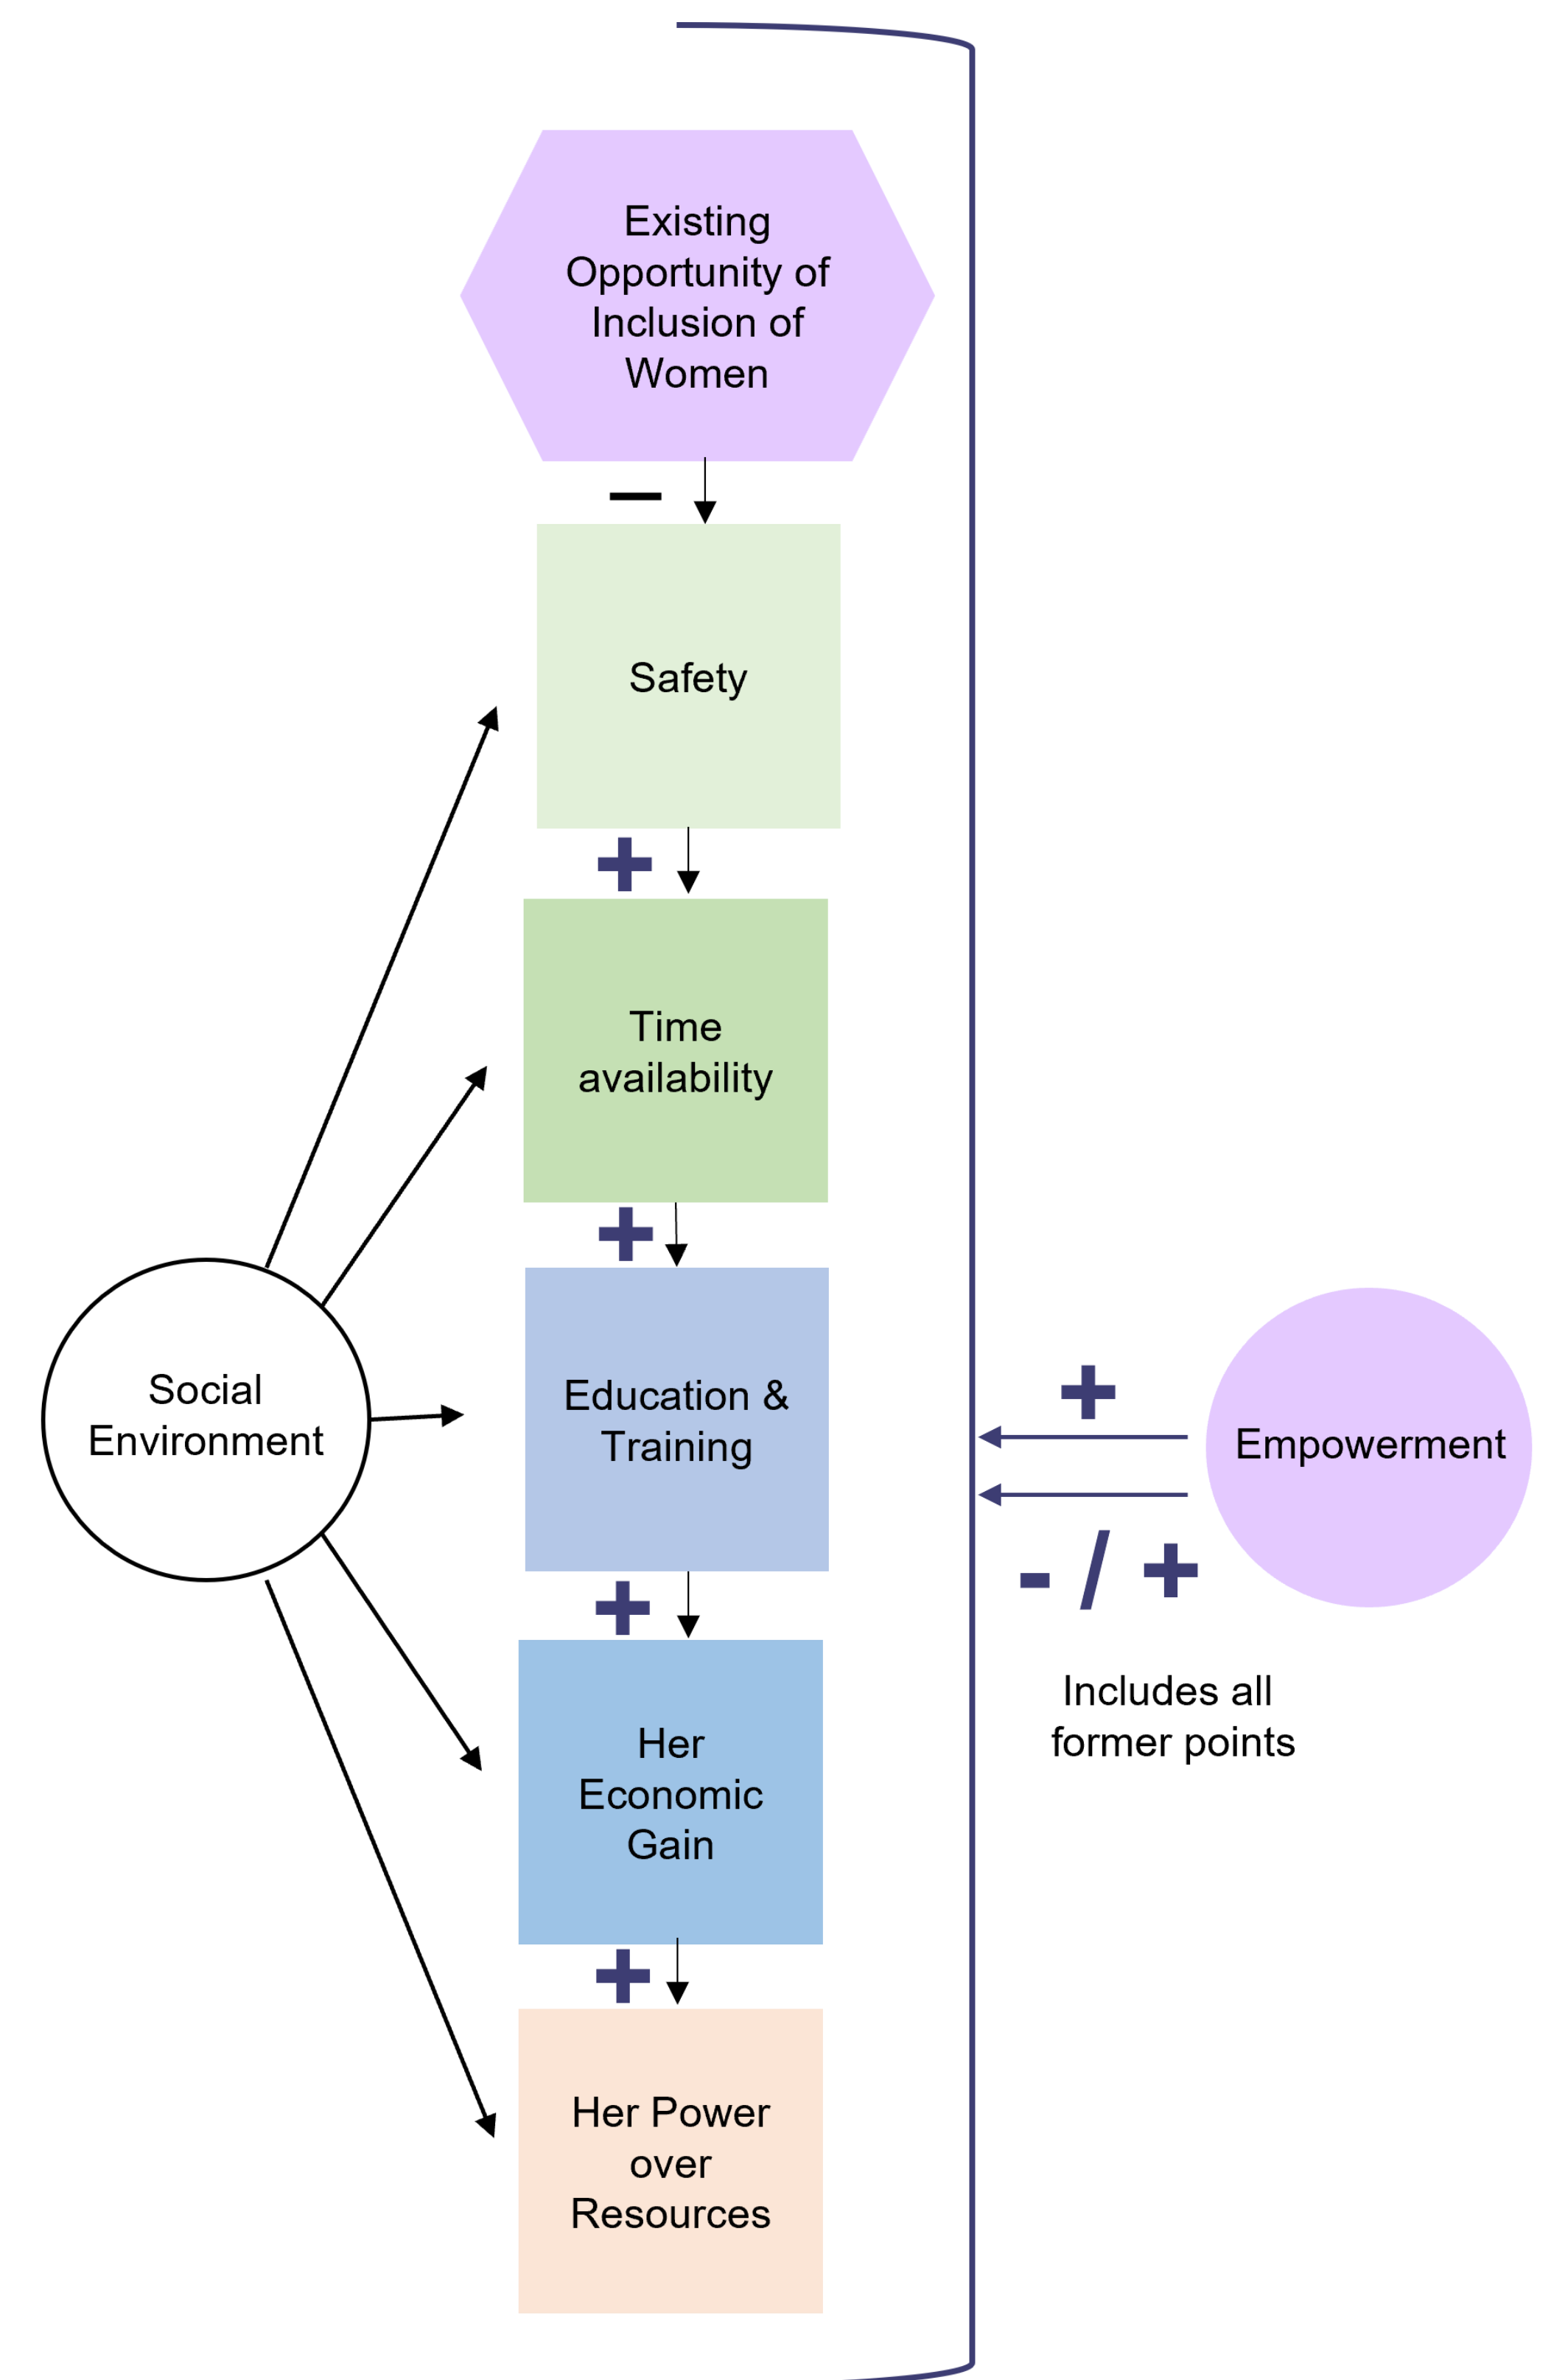 Existing
Opportunity of
Inclusion of
Women
–
Safety
+
Time
availability
+
Social
Environment
Education &
Training
+
Empowerment
- / +
Includes all
former points
+
Her
Economic
Gain
+
Her Power
over
Resources